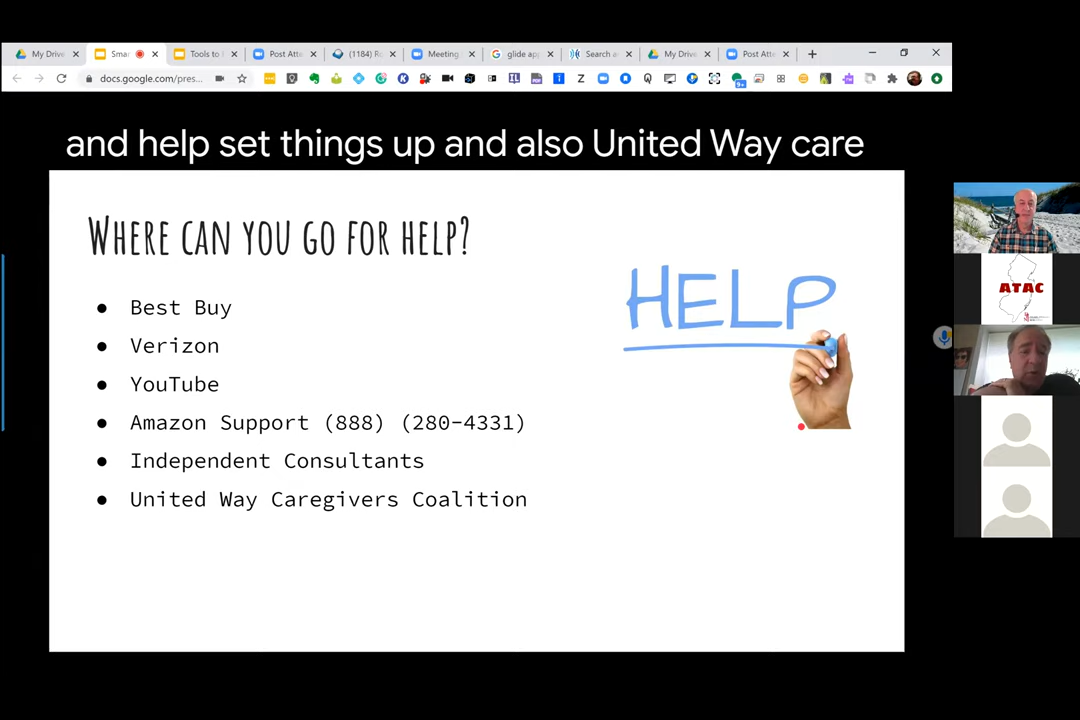 My Drive
Sma
Tools to
Post Atte
(1184) Ro
Meeting
glide app
Search a
My Drive
Post Atte
docs.google.com/pres...
and help set things up and also United Way care
WHERE CAN YOU GO FOR HELP?
HELP
● Best Buy
● Verizon
● YouTube
● Amazon Support (888) (280-4331)
● Independent Consultants
● United Way Caregivers Coalition
ATAC